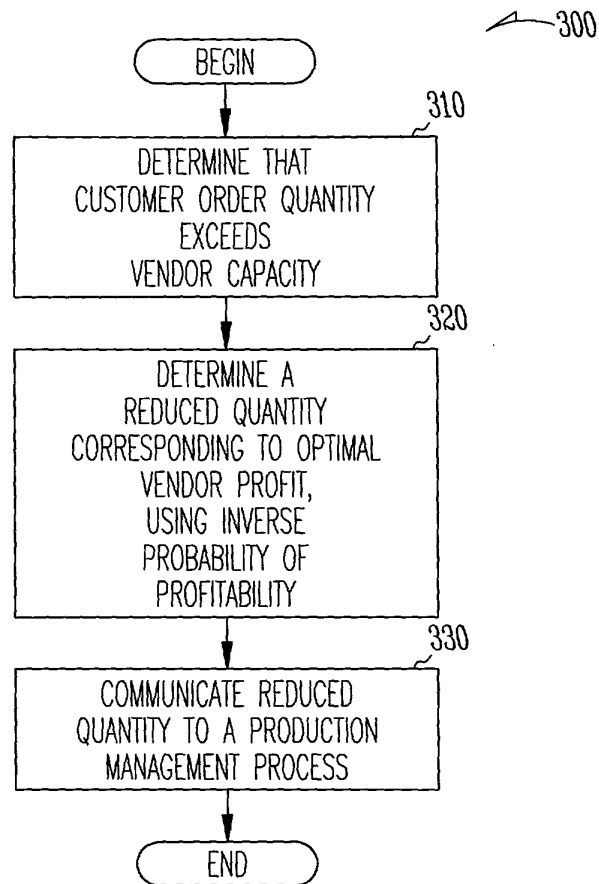 300
BEGIN
310
DETERMINE THAT
CUSTOMER ORDER QUANTITY
EXCEEDS
VENDOR CAPACITY
320
DETERMINE A
REDUCED QUANTITY
CORRESPONDING TO OPTIMAL
VENDOR PROFIT,
USING INVERSE
PROBABILITY OF
PROFITABILITY
330
COMMUNICATE REDUCED
QUANTITY TO A PRODUCTION
MANAGEMENT PROCESS
END